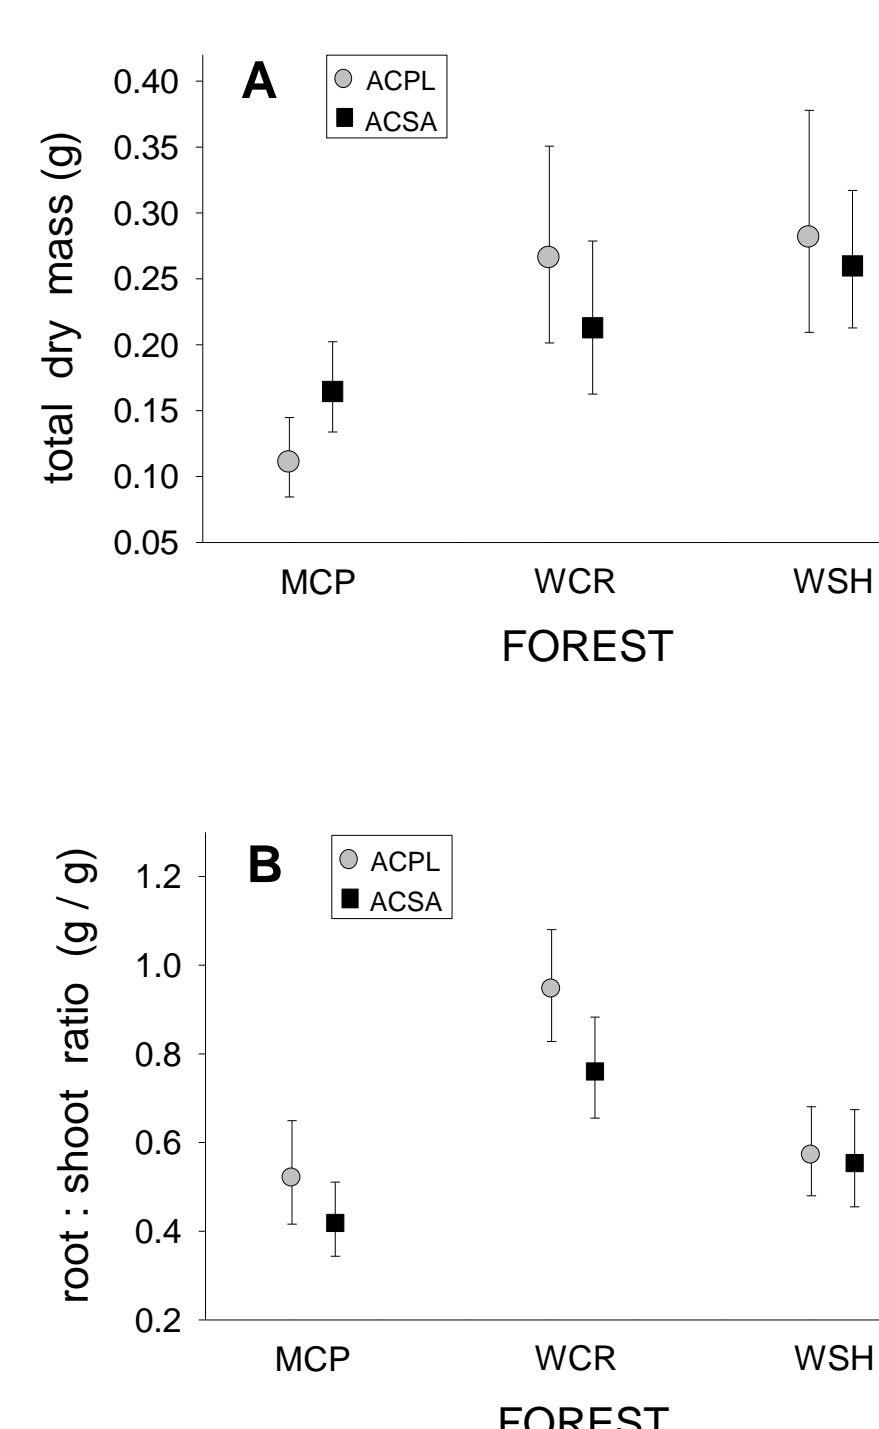 A
ACPL
ACSA
total dry mass (g)
0.40
0.35
0.30
0.25
0.20
0.15
0.10
0.05
MCP WCR WSH
FOREST
B
ACPL
ACSA
root : shoot ratio (g / g)
1.2
1.0
0.8
0.6
0.4
0.2
MCP WCR WSH
FOREST